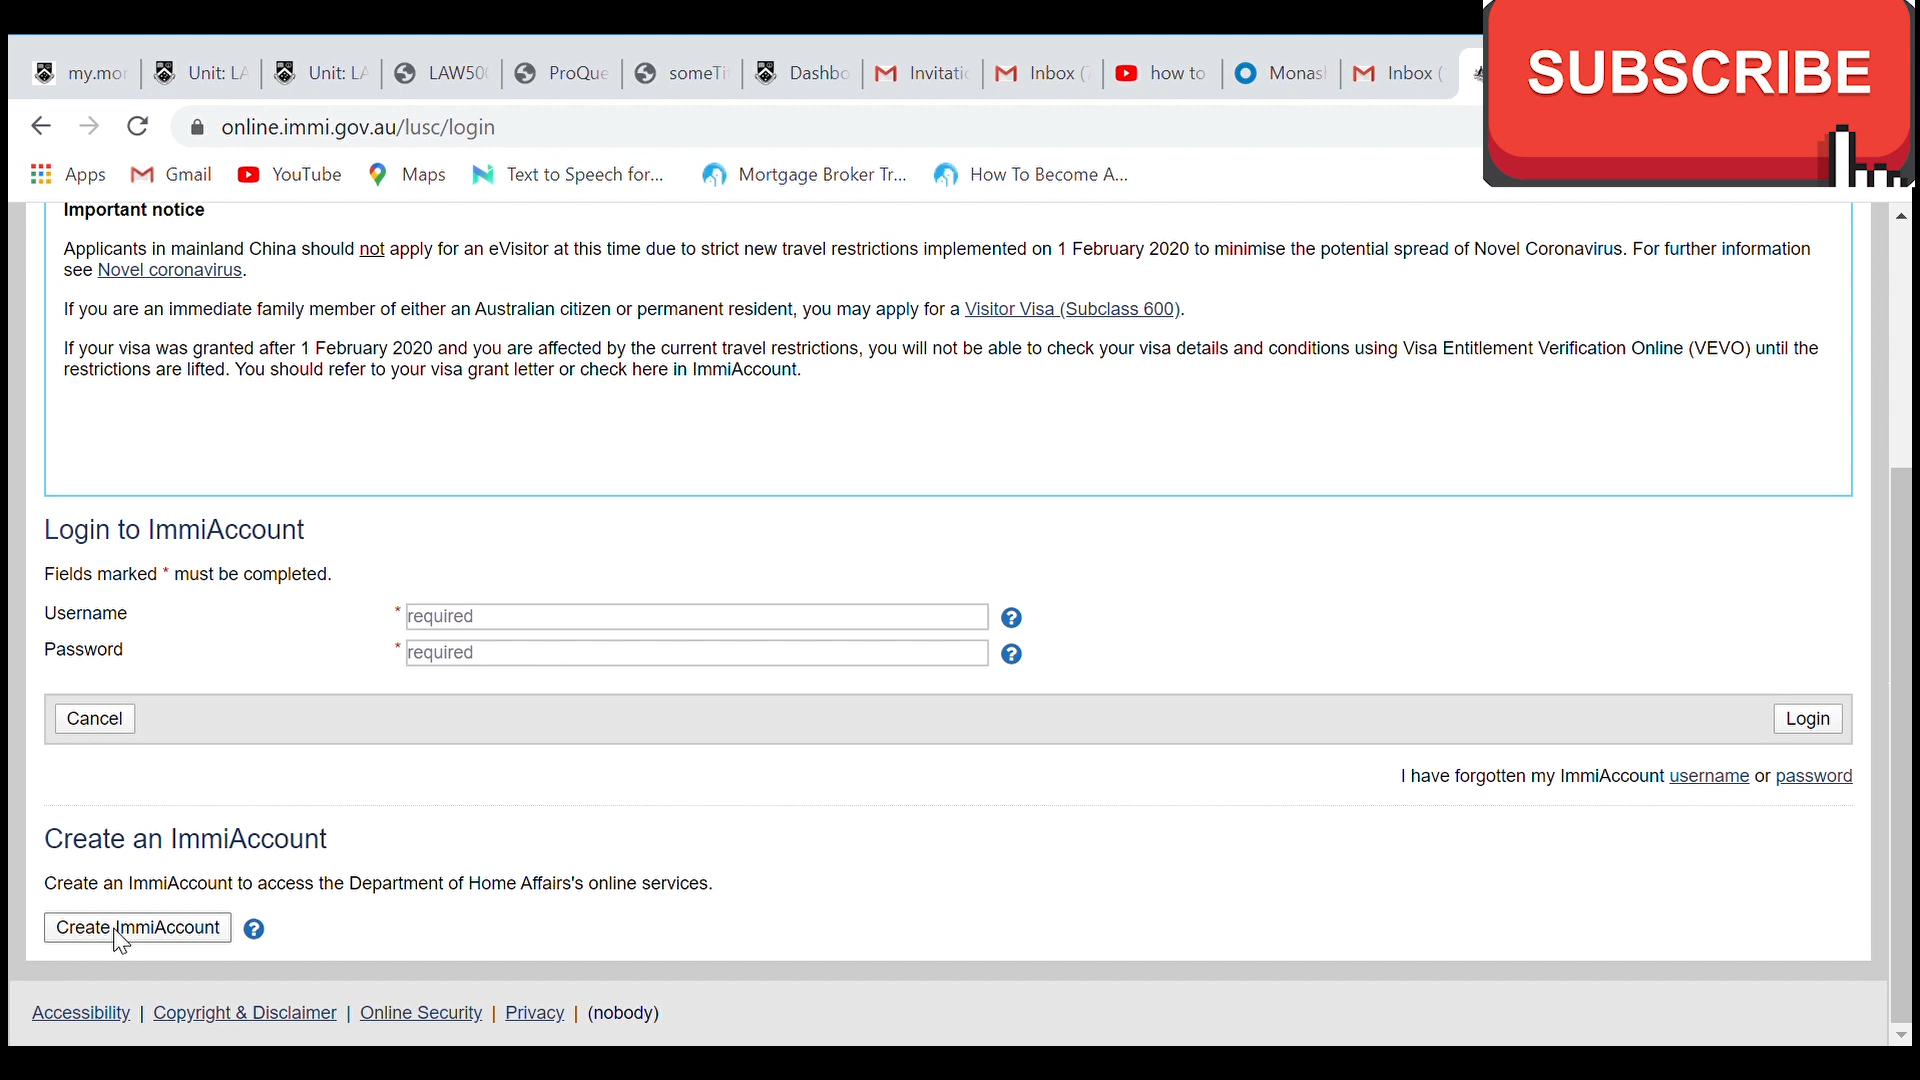 SUBSCRIBE
my.mor
Unit: LA
Unit: LA
LAW50
ProQue
someTi
Dashbo
Invitatio
Inbox (
how to
Monas
Inbox (
online.immi.gov.au/lusc/login
Apps
Gmail
YouTube
Maps
Text to Speech for...
Mortgage Broker Tr...
How To Become A...
Important notice
Applicants in mainland China should not apply for an eVisitor at this time due to strict new travel restrictions implemented on 1 February 2020 to minimise the potential spread of Novel Coronavirus. For further information
see Novel coronavirus.
If you are an immediate family member of either an Australian citizen or permanent resident, you may apply for a Visitor Visa (Subclass 600).
If your visa was granted after 1 February 2020 and you are affected by the current travel restrictions, you will not be able to check your visa details and conditions using Visa Entitlement Verification Online (VEVO) until the
restrictions are lifted. You should refer to your visa grant letter or check here in ImmiAccount.
Login to ImmiAccount
Fields marked * must be completed.
Username * required ?
Password * required ?
Cancel
Login
I have forgotten my ImmiAccount username or password
Create an ImmiAccount
Create an ImmiAccount to access the Department of Home Affairs's online services.
Create ImmiAccount ?
Accessibility | Copyright & Disclaimer | Online Security | Privacy | (nobody)